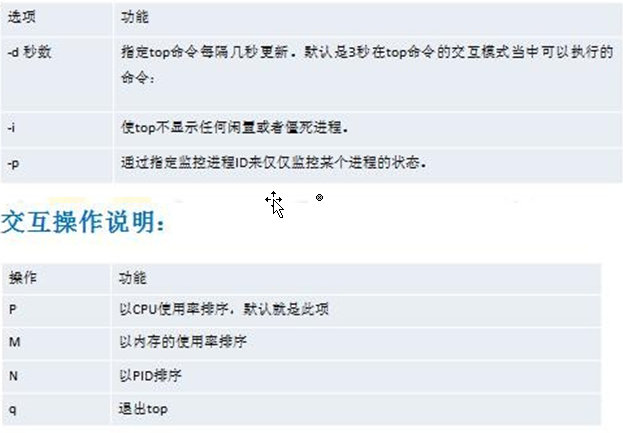 选项 功能
-d 秒数 指定top命令每隔几秒更新。默认是3秒在top命令的交互模式当中可以执行的
命令：
-i 使top不显示任何闲置或者僵死进程。
-p 通过指定监控进程ID来仅仅监控某个进程的状态。
交互操作说明：
操作 功能
P 以CPU使用率排序，默认就是此项
M 以内存的使用率排序
N 以PID排序
q 退出top